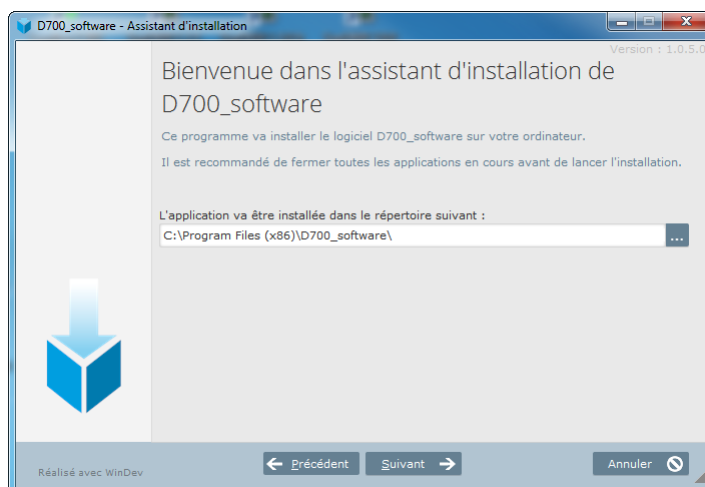 D700_software - Assistant d'installation
Version : 1.0.5.0
Bienvenue dans l'assistant d'installation de
D700_software
Ce programme va installer le logiciel D700_software sur votre ordinateur.
Il est recommandé de fermer toutes les applications en cours avant de lancer l'installation.
L'application va être installée dans le répertoire suivant :
C:\Program Files (x86)\D700_software\
...
Réalisé avec WinDev
Précédent
Suivant
Annuler